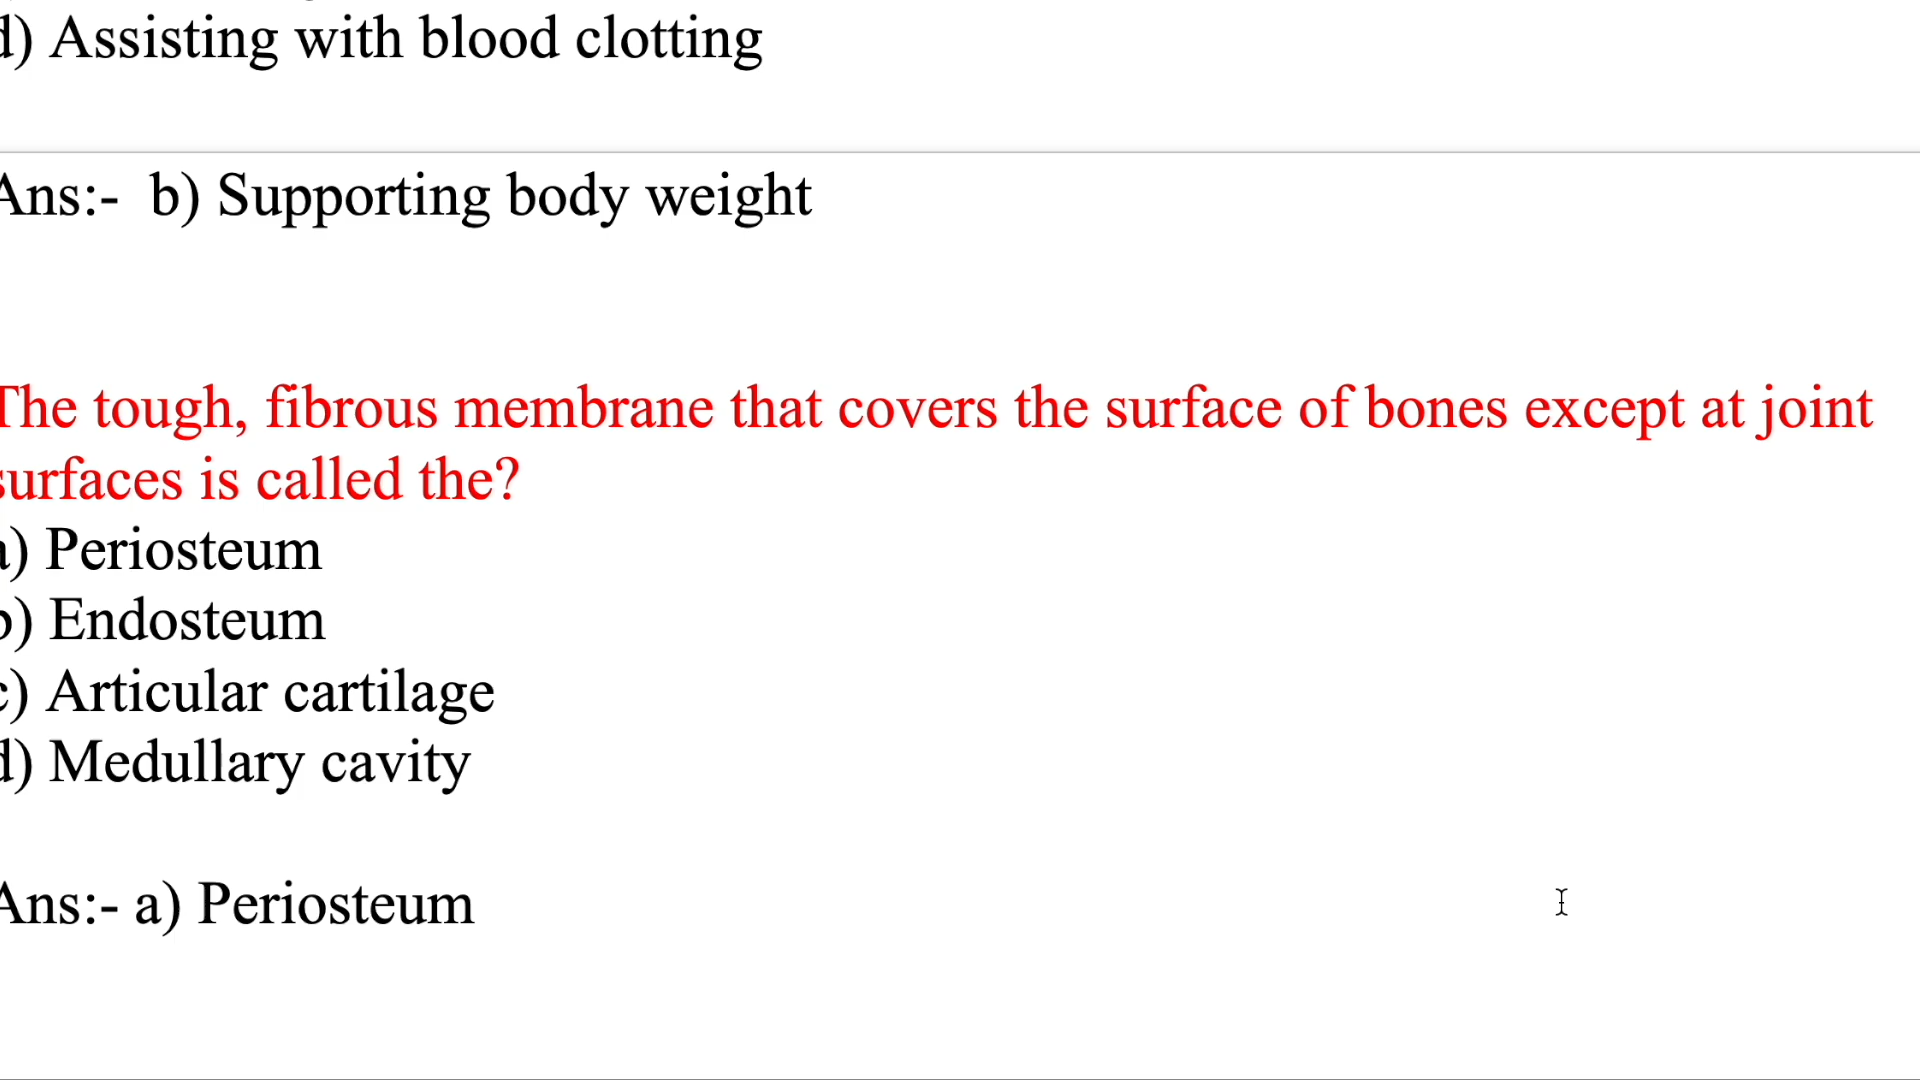 d) Assisting with blood clotting
Ans:- b) Supporting body weight
The tough, fibrous membrane that covers the surface of bones except at joint
surfaces is called the?
a) Periosteum
b) Endosteum
c) Articular cartilage
d) Medullary cavity
Ans:- a) Periosteum